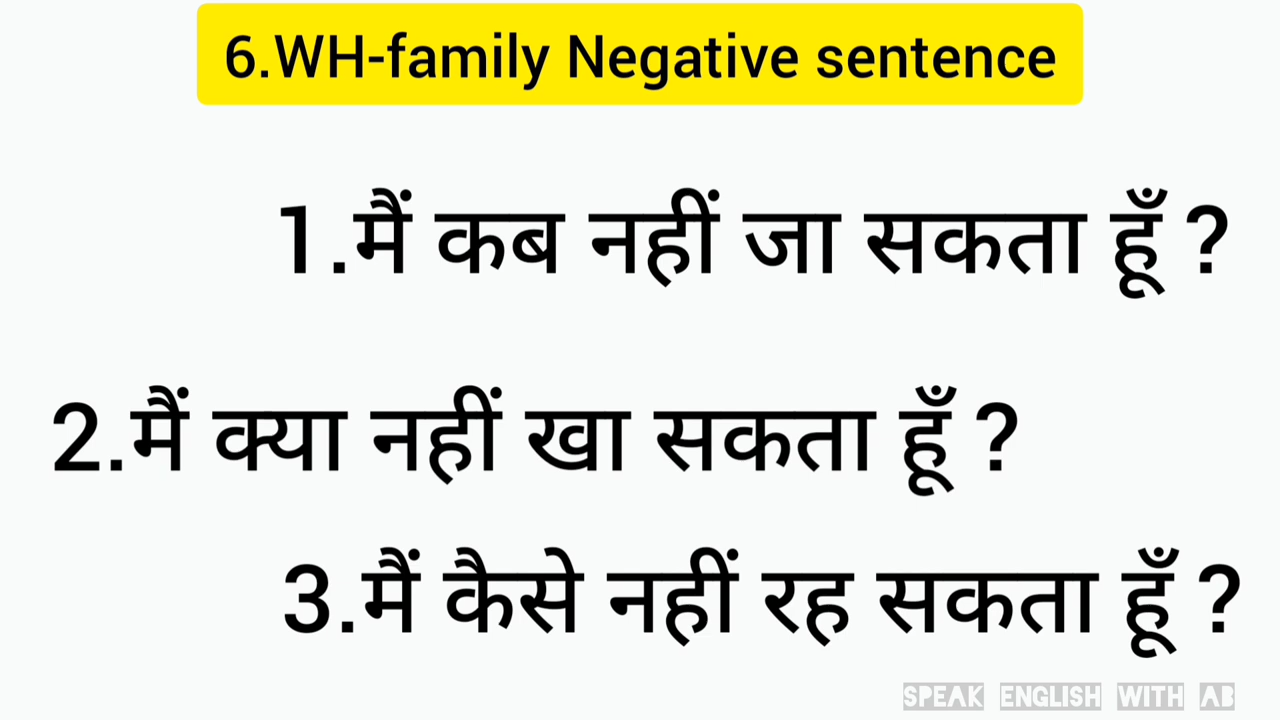 6.WH-family Negative sentence
1.मैं कब नहीं जा सकता हूँ ?
2.मैं क्या नहीं खा सकता हूँ ?
3.मैं कैसे नहीं रह सकता हूँ ?
SPEAK ENGLISH WITH AB